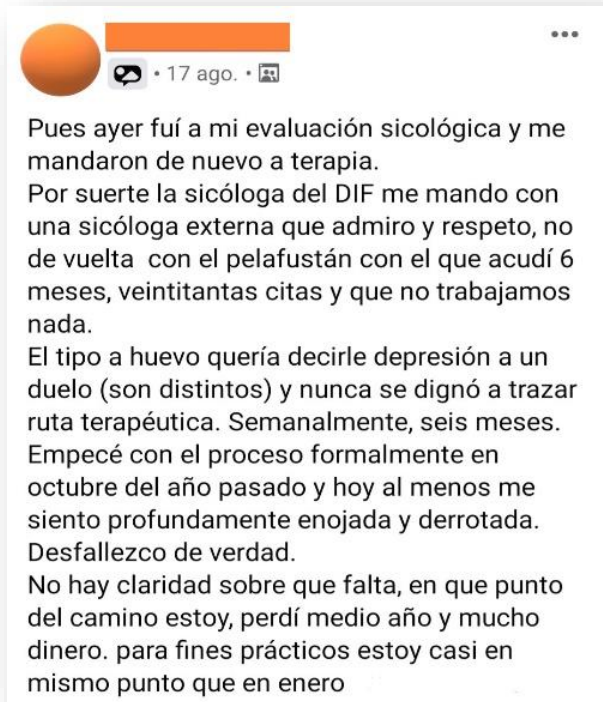 • 17 ago. •
Pues ayer fuí a mi evaluación sicológica y me
mandaron de nuevo a terapia.
Por suerte la sicóloga del DIF me mando con
una sicóloga externa que admiro y respeto, no
de vuelta  con el pelafustán con el que acudí 6
meses, veintitantas citas y que no trabajamos
nada.
El tipo a huevo quería decirle depresión a un
duelo (son distintos) y nunca se dignó a trazar
ruta terapéutica. Semanalmente, seis meses.
Empecé con el proceso formalmente en
octubre del año pasado y hoy al menos me
siento profundamente enojada y derrotada.
Desfallezco de verdad.
No hay claridad sobre que falta, en que punto
del camino estoy, perdí medio año y mucho
dinero. para fines prácticos estoy casi en
mismo punto que en enero